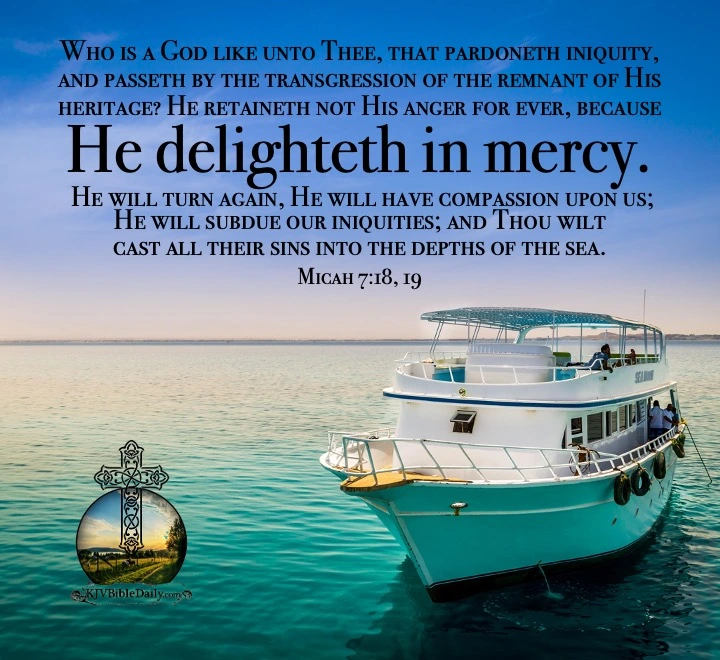 Who is a God like unto Thee, that pardoneth iniquity,
and passeth by the transgression of the remnant of His
heritage? He retaineth not His anger for ever, because
He delighteth in mercy.
He will turn again, He will have compassion upon us;
He will subdue our iniquities; and Thou wilt
cast all their sins into the depths of the sea.
Micah 7:18, 19
KJVBibleDaily.com